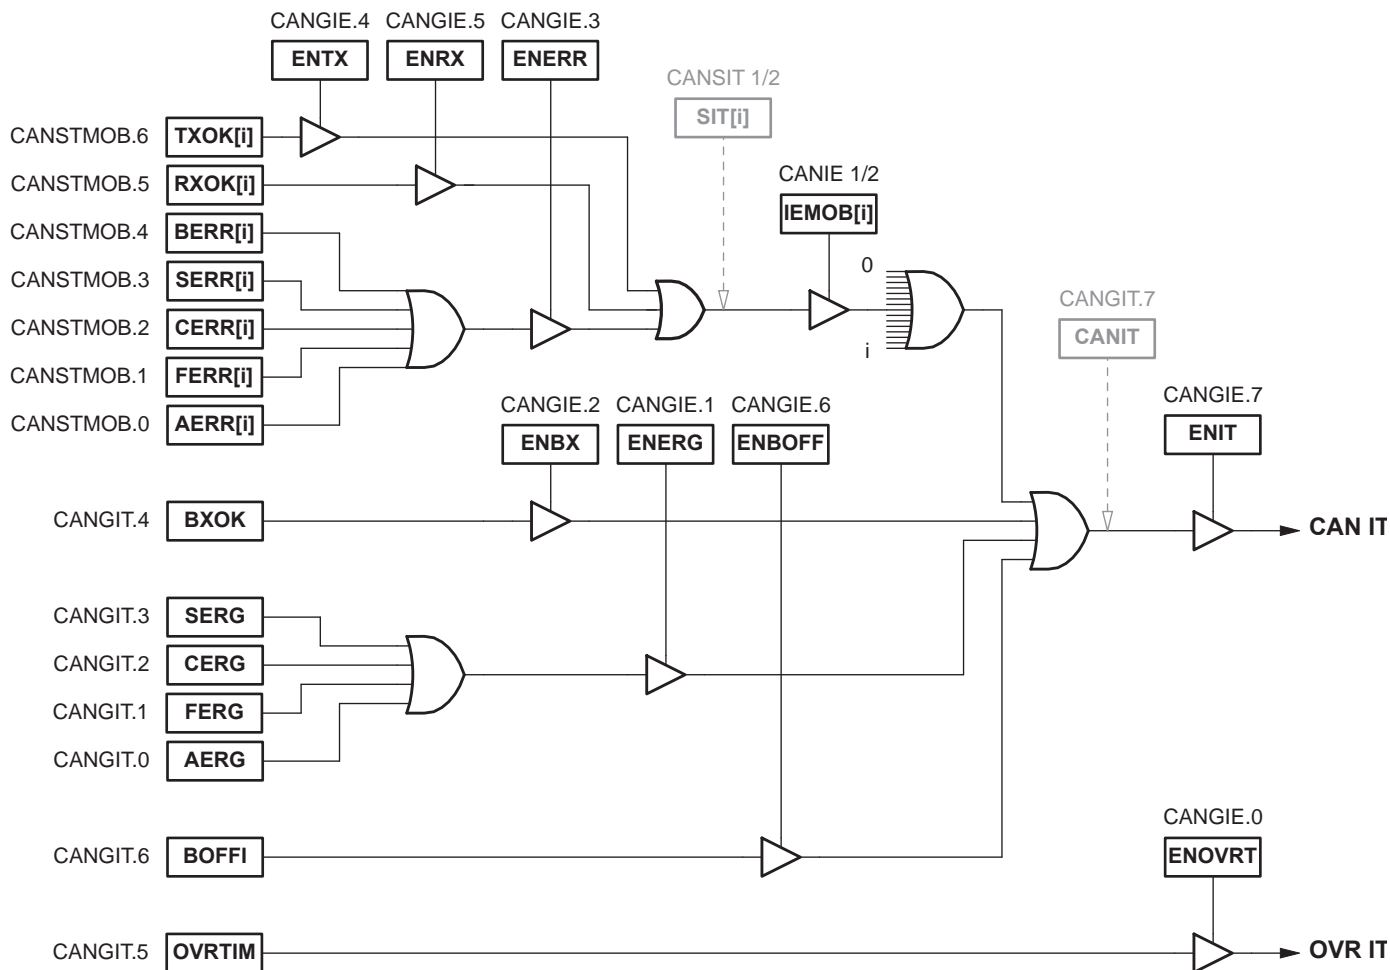 CANGIE.4 CANGIE.5 CANGIE.3
ENTX ENRX ENERR
CANSIT 1/2
SIT[i]
CANSTMOB.6 TXOK[i]
CANSTMOB.5 RXOK[i]
CANIE 1/2
IEMOB[i]
CANSTMOB.4 BERR[i]
CANSTMOB.3 SERR[i]
0
CANSTMOB.2 CERR[i]
i
CANGIT.7
CANIT
CANSTMOB.1 FERR[i]
CANSTMOB.0 AERR[i]
CANGIE.2 CANGIE.1 CANGIE.6
ENBX ENERG ENBOFF
CANGIE.7
ENIT
CANGIT.4 BXOK
CAN IT
CANGIT.3 SERG
CANGIT.2 CERG
CANGIT.1 FERG
CANGIT.0 AERG
CANGIE.0
ENOVRT
CANGIT.6 BOFFI
CANGIT.5 OVRTIM
OVR IT